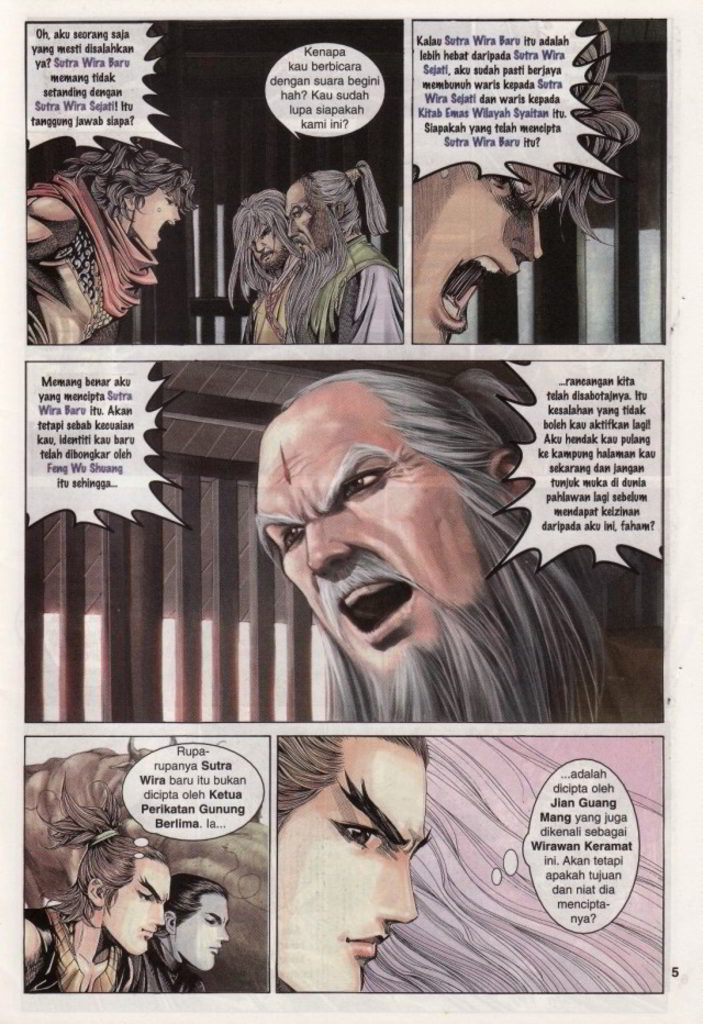 Oh, aku seorang saja
yang mesti disalahkan
ya? Sutra Wira Baru
memang tidak
setanding dengan
Sutra Wira Sejati! Itu
tanggung jawab siapa?
Kenapa
kau berbicara
dengan suara begini
hah? Kau sudah
lupa siapakah
kami ini?
Kalau Sutra Wira Baru itu adalah
lebih hebat daripada Sutra Wira
Sejati, aku sudah pasti berjaya
membunuh waris kepada Sutra
Wira Sejati dan waris kepada
Kitab Emas Wilayah Syaitan itu.
Siapakah yang telah mencipta
Sutra Wira Baru itu?
Memang benar aku
yang mencipta Sutra
Wira Baru itu. Akan
tetapi sebab kecuaian
kau, identiti kau baru
telah dibongkar oleh
Feng Wu Shuang
itu sehingga...
...rancangan kita
telah disabotajnya. Itu
kesalahan yang tidak
boleh kau aktifkan lagi!
Aku hendak kau pulang
ke kampung halaman kau
sekarang dan jangan
tunjuk muka di dunia
pahlawan lagi sebelum
mendapat keizinan
daripada aku ini, faham?
Rupa-
rupanya Sutra
Wira baru itu bukan
dicipta oleh Ketua
Perikatan Gunung
Berlima. Ia...
...adalah
dicipta oleh
Jian Guang
Mang yang juga
dikenali sebagai
Wirawan Keramat
ini. Akan tetapi
apakah tujuan
dan niat dia
mencipta-
nya?
5